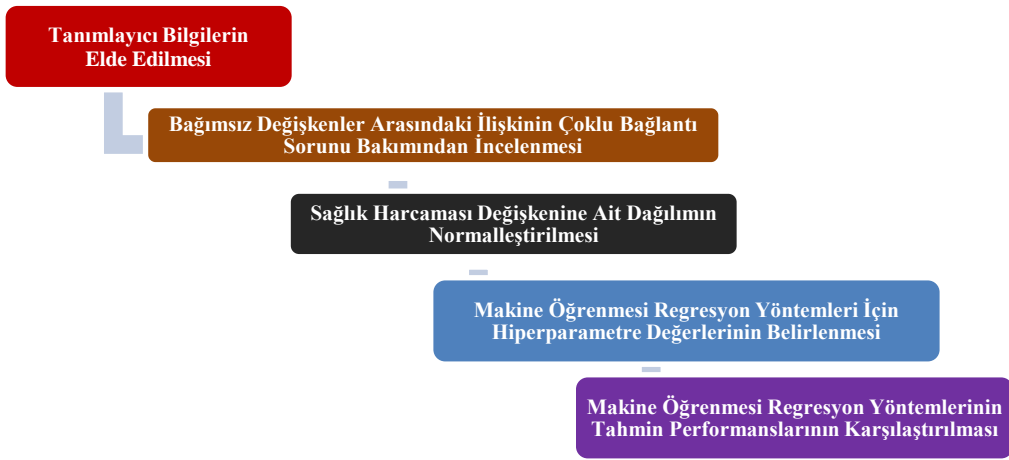 Tanımlayıcı Bilgilerin
Elde Edilmesi
Bağımsız Değişkenler Arasındaki İlişkinin Çoklu Bağlantı
Sorunu Bakımından İncelenmesi
Sağlık Harcaması Değişkenine Ait Dağılımın
Normalleştirilmesi
Makine Öğrenmesi Regresyon Yöntemleri İçin
Hiperparametre Değerlerinin Belirlenmesi
Makine Öğrenmesi Regresyon Yöntemlerinin
Tahmin Performanslarının Karşılaştırılması